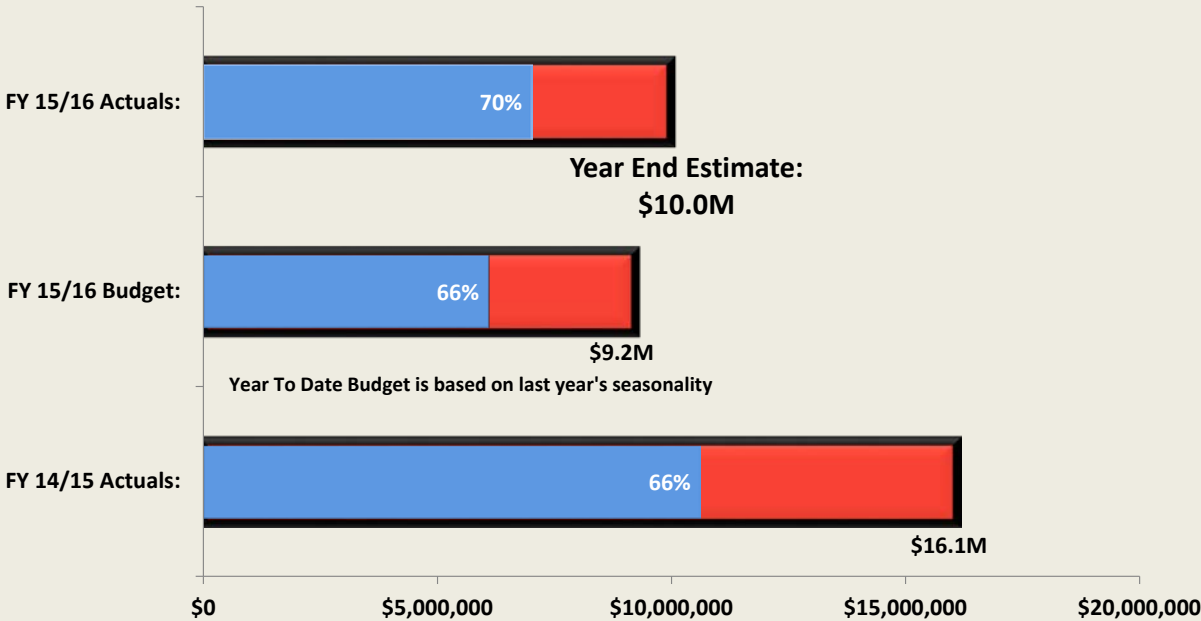 FY 15/16 Actuals:
70%
Year End Estimate:
$10.0M
FY 15/16 Budget:
66%
$9.2M
Year To Date Budget is based on last year's seasonality
FY 14/15 Actuals:
66%
$16.1M
$0 $5,000,000 $10,000,000 $15,000,000 $20,000,000